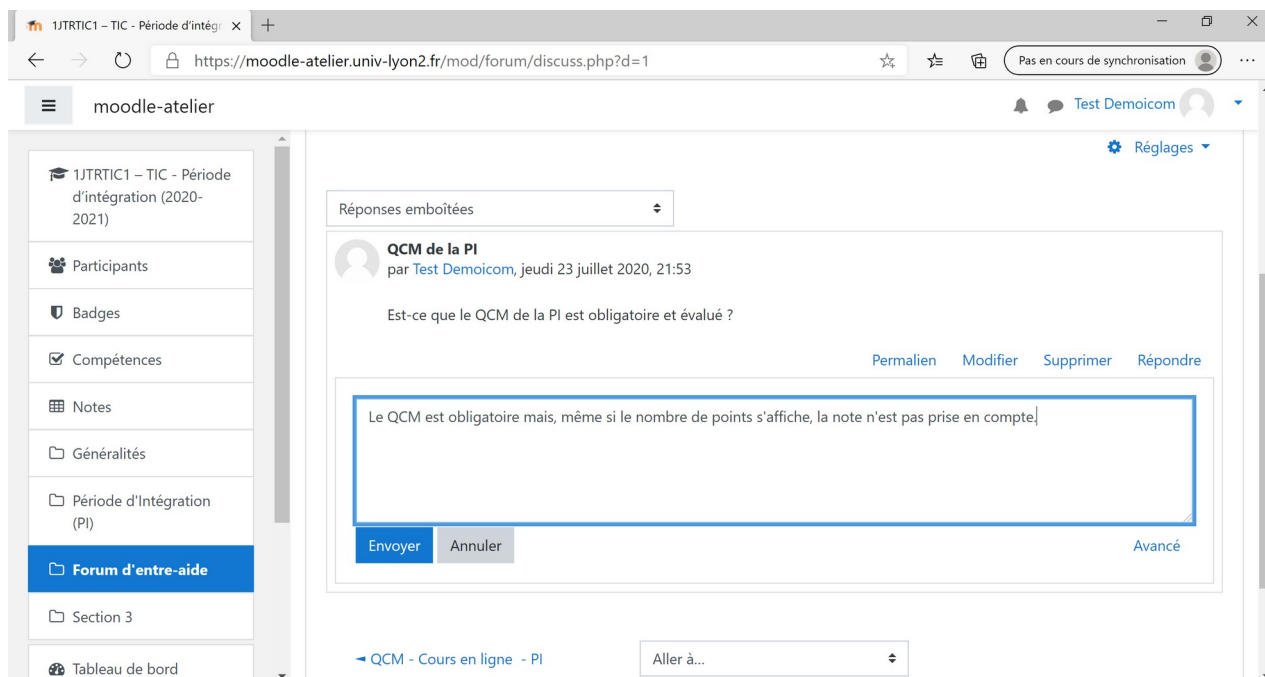 1JTRTIC1 – TIC - Période d'intégr
https://moodle-atelier.univ-lyon2.fr/mod/forum/discuss.php?d=1
Pas en cours de synchronisation
moodle-atelier
Test Demoicom
1JTRTIC1 – TIC - Période
d'intégration (2020-
2021)
Participants
Badges
Compétences
Notes
Généralités
Période d'Intégration
(PI)
Forum d'entre-aide
Section 3
Tableau de bord
Réglages
Réponses emboîtées
QCM de la PI
par Test Demoicom, jeudi 23 juillet 2020, 21:53
Est-ce que le QCM de la PI est obligatoire et évalué ?
Permalien Modifier Supprimer Répondre
Le QCM est obligatoire mais, même si le nombre de points s'affiche, la note n'est pas prise en compte.
Envoyer Annuler Avancé
◄ QCM - Cours en ligne - PI
Aller à...